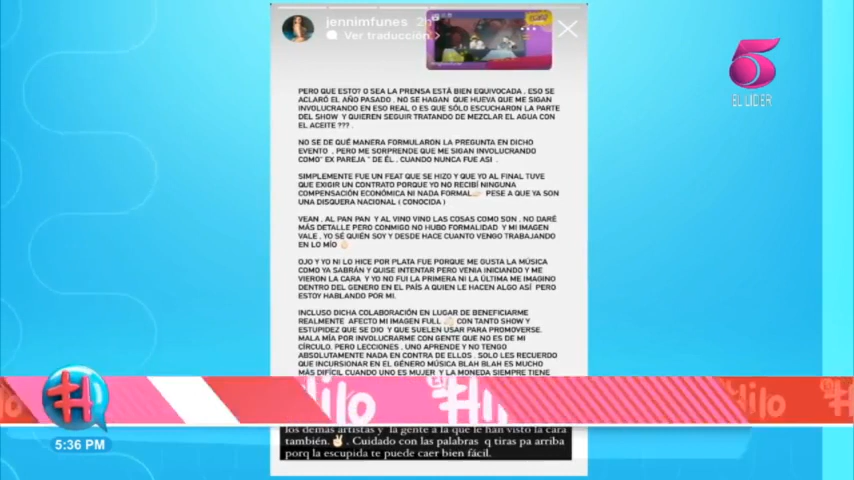 jennimfunes 2h
Ver traducción >
5
EL LIDER
PERO QUE ESTO? O SEA LA PRENSA ESTÁ BIEN EQUIVOCADA . ESO SE
ACLARÓ EL AÑO PASADO , NO SE HAGAN QUE HUEVA QUE ME SIGAN
INVOLUCRANDO EN ESO REAL O ES QUE SÓLO ESCUCHARON LA PARTE
DEL SHOW Y QUIEREN SEGUIR TRATANDO DE MEZCLAR EL AGUA CON
EL ACEITE ??? .
NO SE DE QUÉ MANERA FORMULARON LA PREGUNTA EN DICHO
EVENTO , PERO ME SORPRENDE QUE ME SIGAN INVOLUCRANDO
COMO" EX PAREJA " DE ÉL , CUANDO NUNCA FUE ASI .
SIMPLEMENTE FUE UN FEAT QUE SE HIZO Y QUE YO AL FINAL TUVE
QUE EXIGIR UN CONTRATO PORQUE YO NO RECIBÍ NINGUNA
COMPENSACIÓN ECONÓMICA NI NADA FORMAL PESE A QUE YA SON
UNA DISQUERA NACIONAL ( CONOCIDA )
VEAN , AL PAN PAN Y AL VINO VINO LAS COSAS COMO SON , NO DARÉ
MÁS DETALLE PERO CONMIGO NO HUBO FORMALIDAD Y MI IMAGEN
VALE , YO SÉ QUIÉN SOY Y DESDE HACE CUANTO VENGO TRABAJANDO
EN LO MÍO
OJO Y YO NI LO HICE POR PLATA FUE PORQUE ME GUSTA LA MÚSICA
COMO YA SABRÁN Y QUISE INTENTAR PERO VENIA INICIANDO Y ME
VIERON LA CARA Y YO NO FUI LA PRIMERA NI LA ÚLTIMA ME IMAGINO
DENTRO DEL GENERO EN EL PAÍS A QUIEN LE HACEN ALGO ASÍ PERO
ESTOY HABLANDO POR MI.
INCLUSO DICHA COLABORACIÓN EN LUGAR DE BENEFICIARME
REALMENTE AFECTO MI IMAGEN FULL CON TANTO SHOW Y
ESTUPIDEZ QUE SE DIO Y QUE SUELEN USAR PARA PROMOVERSE.
MALA MÍA POR INVOLUCRARME CON GENTE QUE NO ES DE MI
CÍRCULO. PERO LECCIONES , UNO APRENDE Y NO TENGO
ABSOLUTAMENTE NADA EN CONTRA DE ELLOS , SOLO LES RECUERDO
QUE INCURSIONAR EN EL GÉNERO MÚSICA BLAH BLAH ES MUCHO
MÁS DIFÍCIL CUANDO UNO ES MUJER Y LA MONEDA SIEMPRE TIENE
los demás artistas y la gente a la que le han visto la cara
también. ✌🏻 . Cuidado con las palabras q tiras pa arriba
porq la escupida te puede caer bien fácil.
5:36 PM